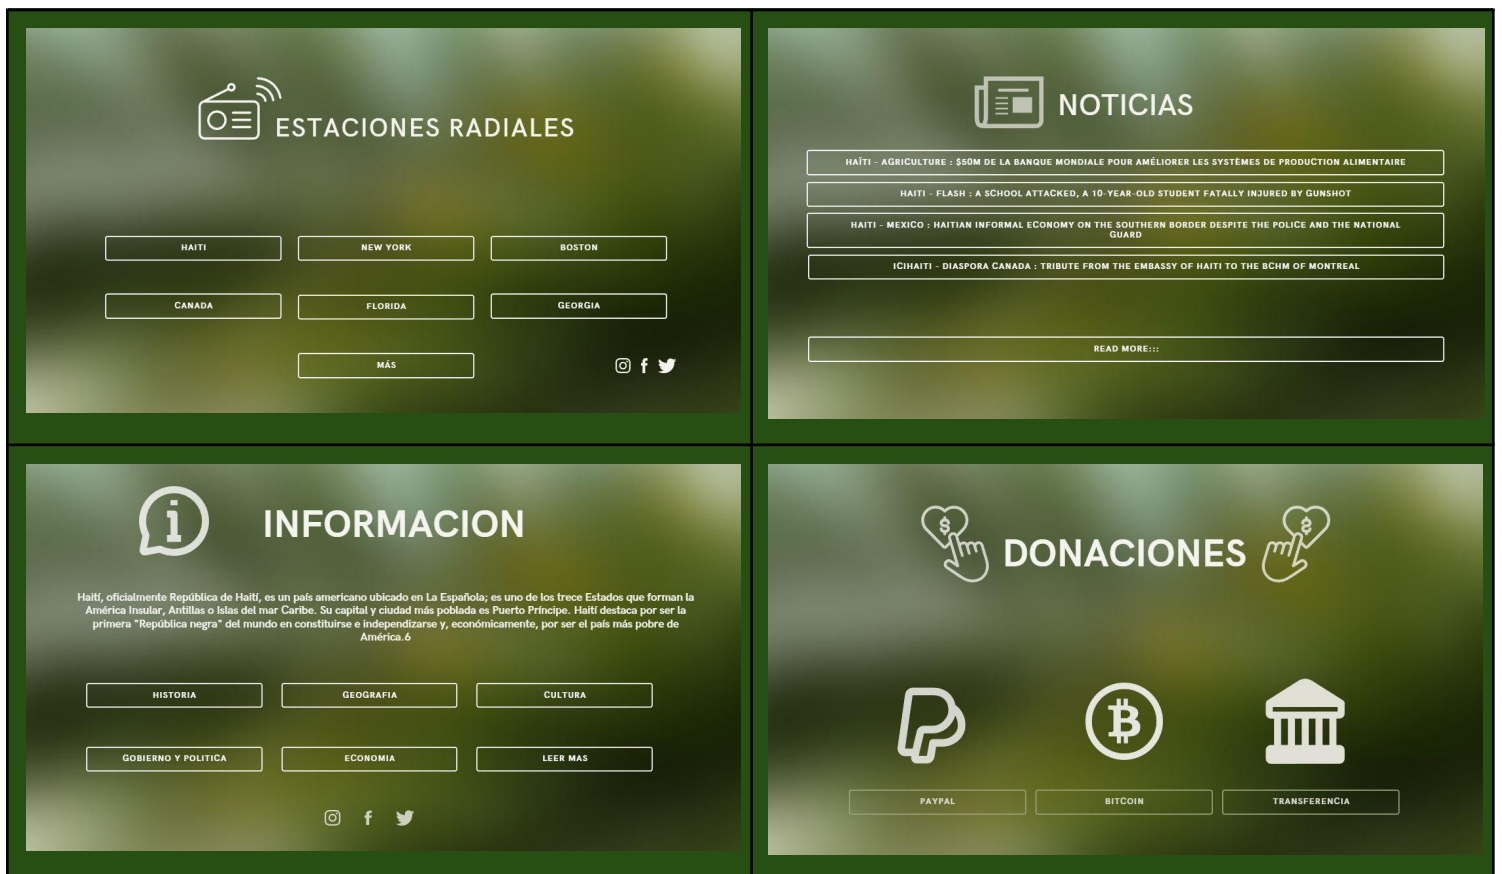 ESTACIONES RADIALES
HAITI
NEW YORK
BOSTON
CANADA
FLORIDA
GEORGIA
MÁS
NOTICIAS
HAÏTI - AGRICULTURE : $50M DE LA BANQUE MONDIALE POUR AMÉLIORER LES SYSTÈMES DE PRODUCTION ALIMENTAIRE
HAITI - FLASH : A SCHOOL ATTACKED, A 10-YEAR-OLD STUDENT FATALLY INJURED BY GUNSHOT
HAITI - MEXICO : HAITIAN INFORMAL ECONOMY ON THE SOUTHERN BORDER DESPITE THE POLICE AND THE NATIONAL
GUARD
ICIHAITI - DIASPORA CANADA : TRIBUTE FROM THE EMBASSY OF HAITI TO THE BCHM OF MONTREAL
READ MORE:::
INFORMACION
Haití, oficialmente República de Haití, es un país americano ubicado en La Española; es uno de los trece Estados que forman la
América Insular, Antillas o Islas del mar Caribe. Su capital y ciudad más poblada es Puerto Príncipe. Haití destaca por ser la
primera "República negra" del mundo en constituirse e independizarse y, económicamente, por ser el país más pobre de
América.6
HISTORIA
GEOGRAFIA
CULTURA
GOBIERNO Y POLITICA
ECONOMIA
LEER MAS
DONACIONES
PAYPAL
BITCOIN
TRANSFERENCIA